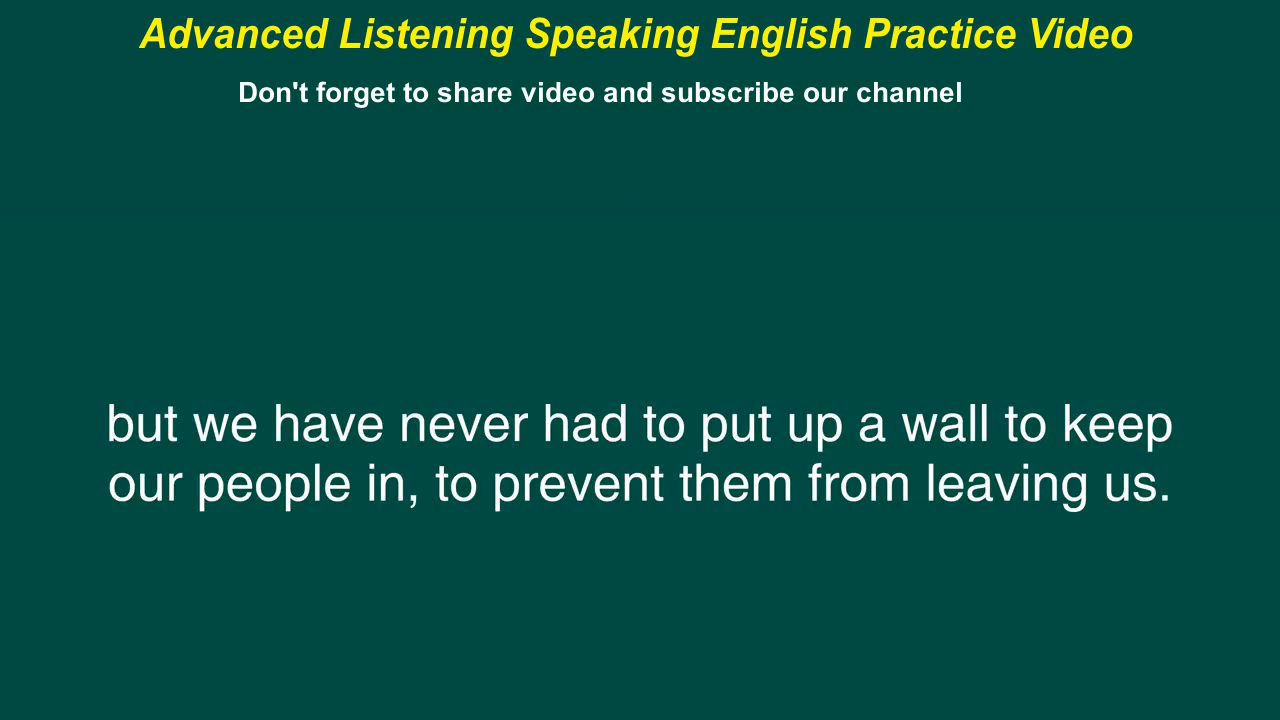 Advanced Listening Speaking English Practice Video
Don't forget to share video and subscribe our channel
but we have never had to put up a wall to keep
our people in, to prevent them from leaving us.